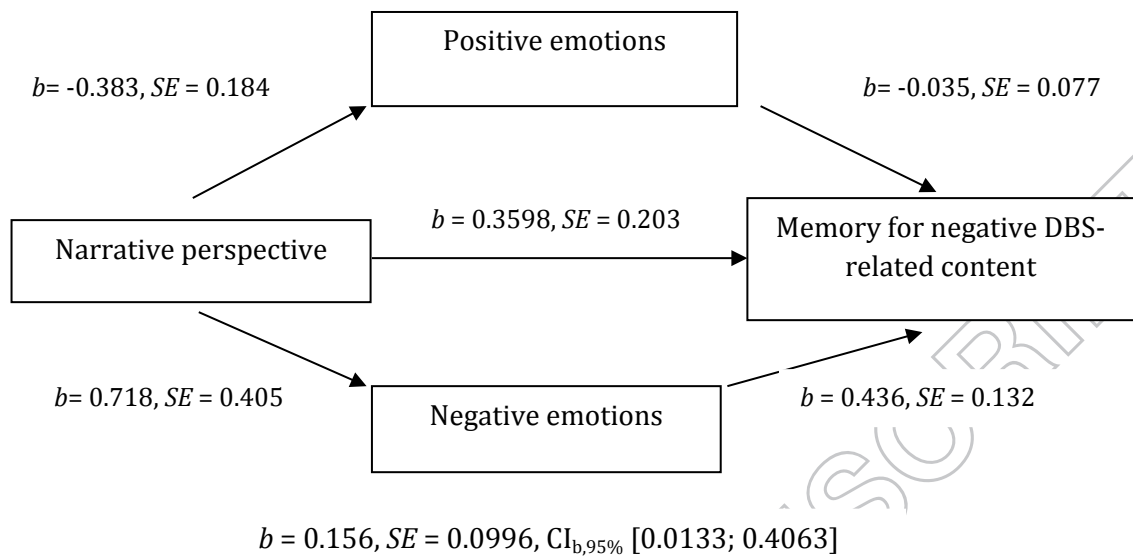 Positive emotions
b= -0.383, SE = 0.184
b= -0.035, SE = 0.077
b = 0.3598, SE = 0.203
Narrative perspective
Memory for negative DBS-
related content
b= 0.718, SE = 0.405
Negative emotions
b = 0.436, SE = 0.132
b = 0.156, SE = 0.0996, CIb,95% [0.0133; 0.4063]